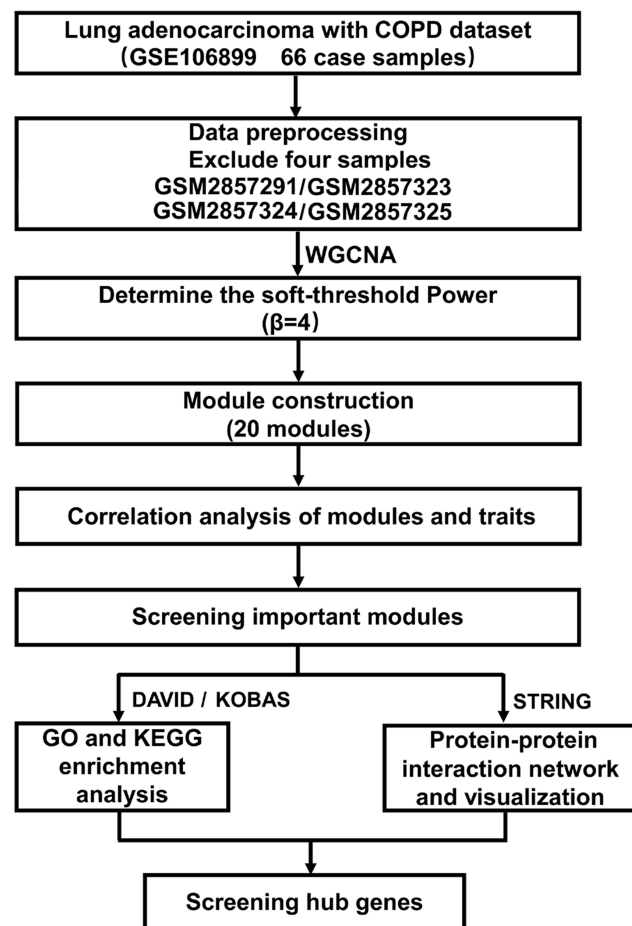 Lung adenocarcinoma with COPD dataset
(GSE106899 66 case samples)
Data preprocessing
Exclude four samples
GSM2857291/GSM2857323
GSM2857324/GSM2857325
WGCNA
Determine the soft-threshold Power
(β=4)
Module construction
(20 modules)
Correlation analysis of modules and traits
Screening important modules
DAVID / KOBAS
STRING
GO and KEGG
enrichment
analysis
Protein-protein
interaction network
and visualization
Screening hub genes